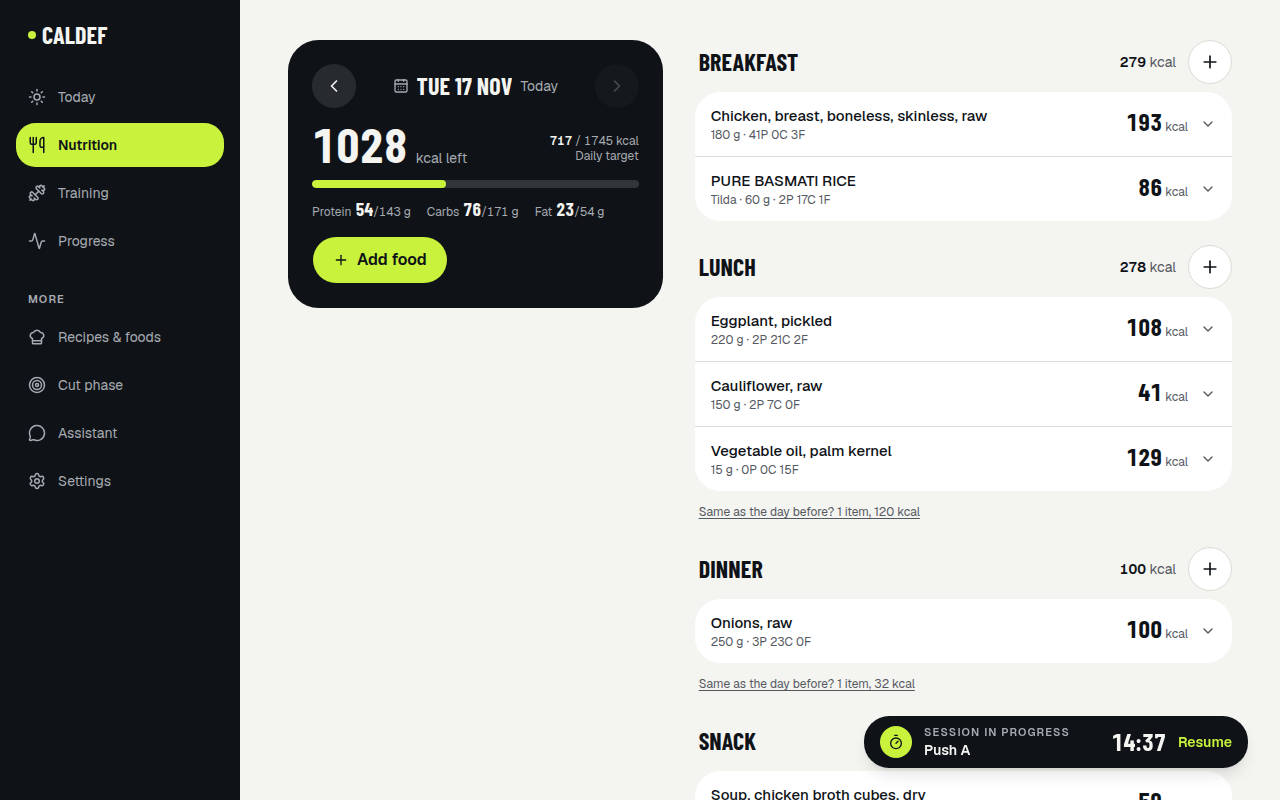 CALDEF
Today
Nutrition
Training
Progress
MORE
Recipes & foods
Cut phase
Assistant
Settings
TUE 17 NOV Today
1028 kcal left
717 / 1745 kcal
Daily target
Protein 54/143 g Carbs 76/171 g Fat 23/54 g
+ Add food
BREAKFAST
279 kcal
Chicken, breast, boneless, skinless, raw
180 g · 41P 0C 3F
193 kcal
PURE BASMATI RICE
Tilda · 60 g · 2P 17C 1F
86 kcal
LUNCH
278 kcal
Eggplant, pickled
220 g · 2P 21C 2F
108 kcal
Cauliflower, raw
150 g · 2P 7C 0F
41 kcal
Vegetable oil, palm kernel
15 g · 0P 0C 15F
129 kcal
Same as the day before? 1 item, 120 kcal
DINNER
100 kcal
Onions, raw
250 g · 3P 23C 0F
100 kcal
Same as the day before? 1 item, 32 kcal
SNACK
SESSION IN PROGRESS
Push A
14:37 Resume
Soup, chicken broth cubes, dry